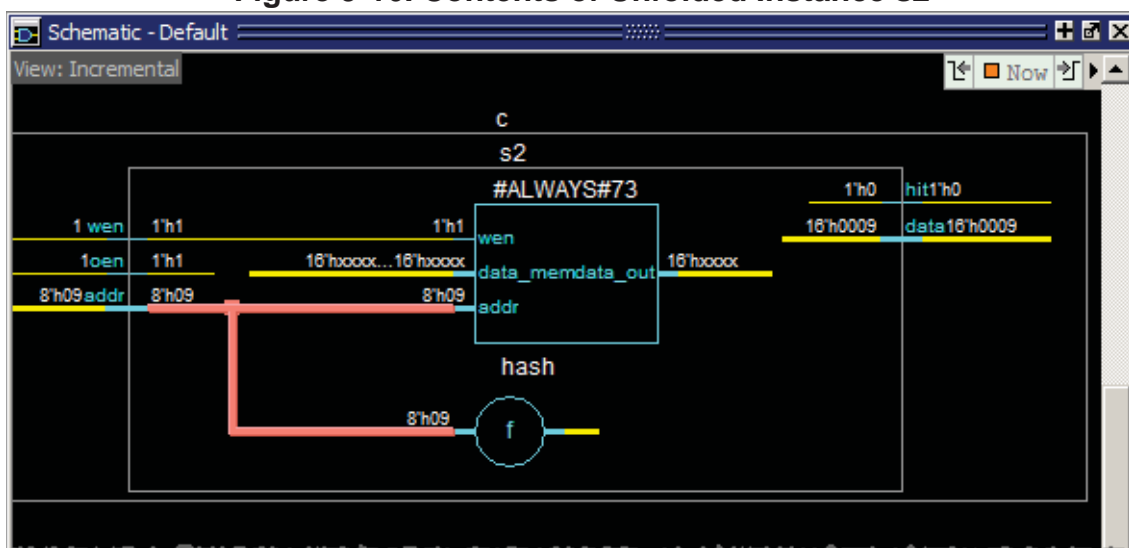 Schematic - Default
View: Incremental
Now
c
s2
#ALWAYS#73
1'h0 hit1'h0
1 wen 1'h1 1'h1 wen
16'h0009 data16'h0009
1oen 1'h1 16'hxxxx...16'hxxxx data_memdata_out 16'hxxxx
8'h09addr 8'h09 8'h09 addr
hash
8'h09 f